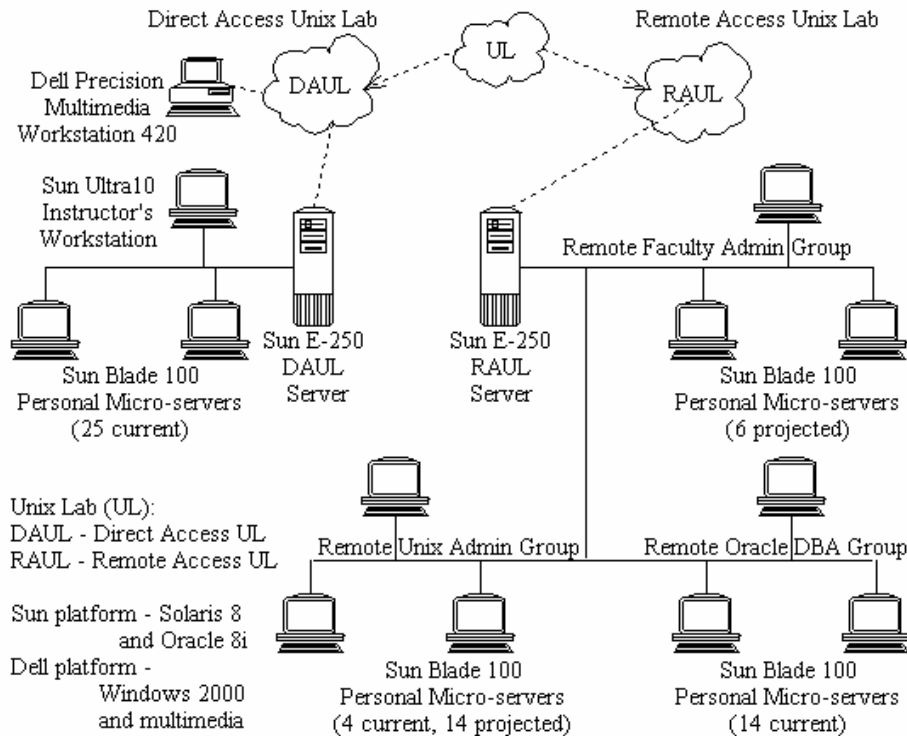 Direct Access Unix Lab
Remote Access Unix Lab
UL
DAUL
RAUL
Dell Precision
Multimedia
Workstation 420
Sun Ultra10
Instructor's
Workstation
Remote Faculty Admin Group
Sun E-250
DAUL
Server
Sun E-250
RAUL
Server
Sun Blade 100
Personal Micro-servers
(25 current)
Sun Blade 100
Personal Micro-servers
(6 projected)
Unix Lab (UL):
DAUL - Direct Access UL
RAUL - Remote Access UL
Remote Unix Admin Group
Remote Oracle DBA Group
Sun platform - Solaris 8
and Oracle 8i
Dell platform -
Windows 2000
and multimedia
Sun Blade 100
Personal Micro-servers
(4 current, 14 projected)
Sun Blade 100
Personal Micro-servers
(14 current)